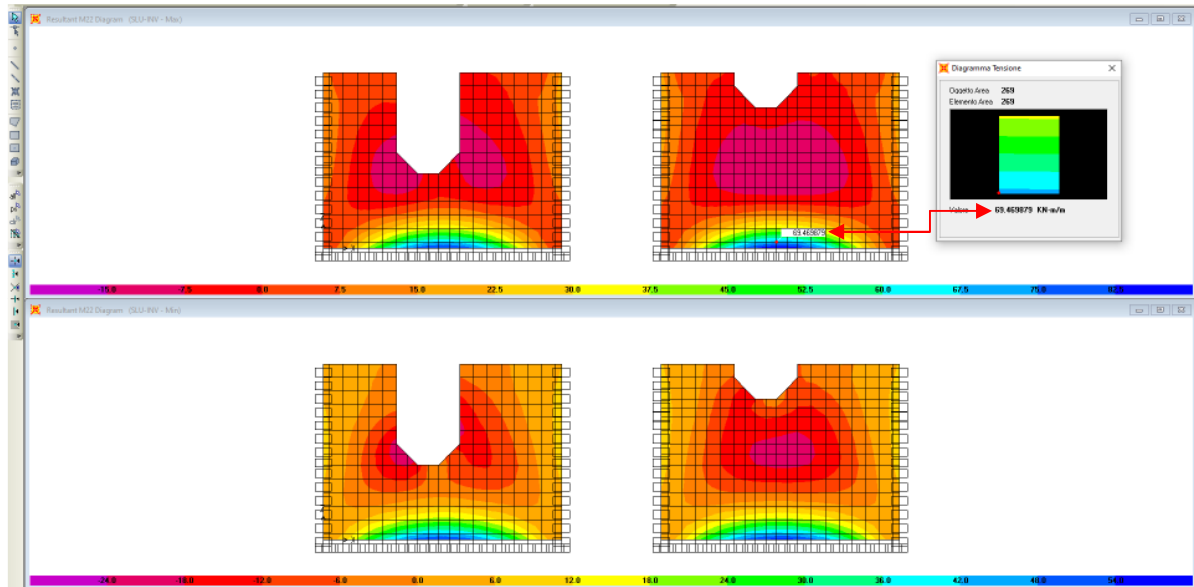 Resultant M22 Diagram (SLU-INV - Max)
Diagramma Tensione
Oggetto Area 269
Elemento Area 269
Valore 69.469879 KN-m/m
69.469879
-15.0 -7.5 0.0 7.5 15.0 22.5 30.0 37.5 45.0 52.5 60.0 67.5 75.0
Resultant M22 Diagram (SLU-INV - Min)
-24.0 -18.0 -12.0 -6.0 0.0 6.0 12.0 18.0 24.0 30.0 36.0 42.0 48.0 54.0